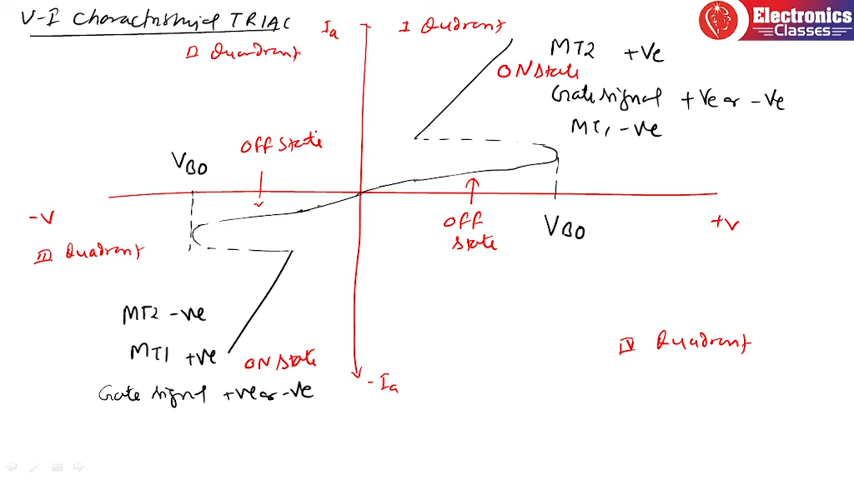 V-I Characteristics of TRIAC
Ia
I Quadrant
Electronics
Classes
II Quadrant
MT2 +ve
ON State
Gate signal +ve or -ve
MT1 -ve
OFF State
VBO
-V
OFF
State
VBO
+V
III Quadrant
MT2 -ve
MT1 +ve
ON State
IV Quadrant
-Ia
Gate signal +ve or -ve